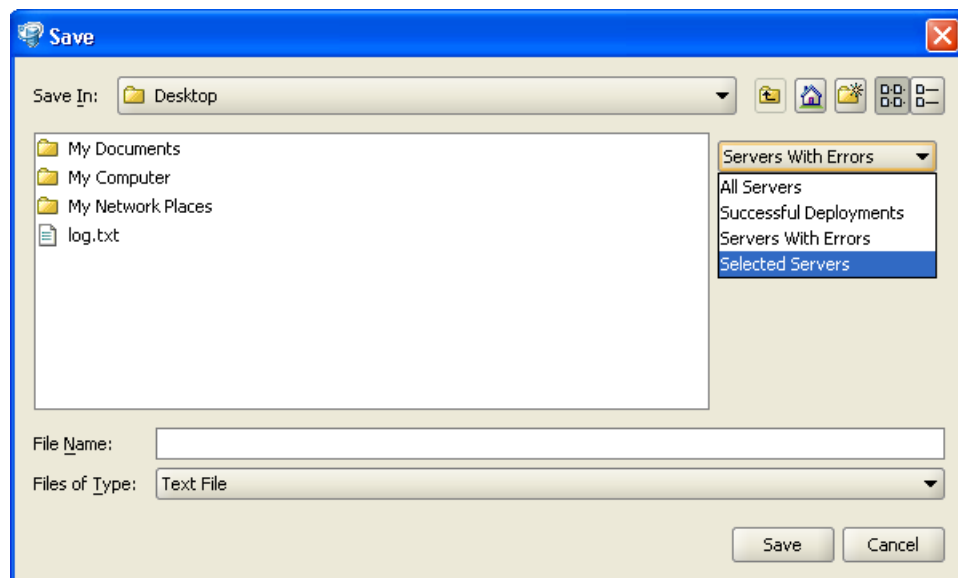 Save
Save In: Desktop
My Documents
My Computer
My Network Places
log.txt
Servers With Errors
All Servers
Successful Deployments
Servers With Errors
Selected Servers
File Name:
Files of Type: Text File
Save Cancel